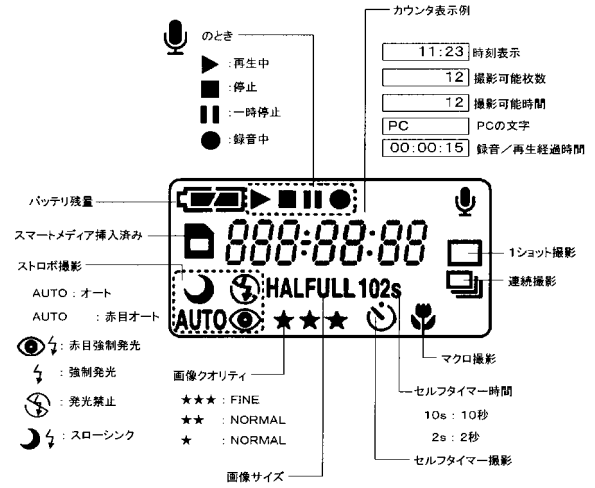 カウンタ表示例
のとき
:再生中
:停止
:一時停止
:録音中
11:23 時刻表示
12 撮影可能枚数
12 撮影可能時間
PC PCの文字
00:00:15 録音/再生経過時間
バッテリ残量
スマートメディア挿入済み
ストロボ撮影
AUTO : オート
AUTO : 赤目オート
: 赤目強制発光
: 強制発光
: 発光禁止
: スローシンク
888:88:88
HALFULL 102s
AUTO
1ショット撮影
連続撮影
マクロ撮影
画像クオリティ
★★★ : FINE
★★ : NORMAL
★ : NORMAL
画像サイズ
セルフタイマー時間
10s : 10秒
2s : 2秒
セルフタイマー撮影